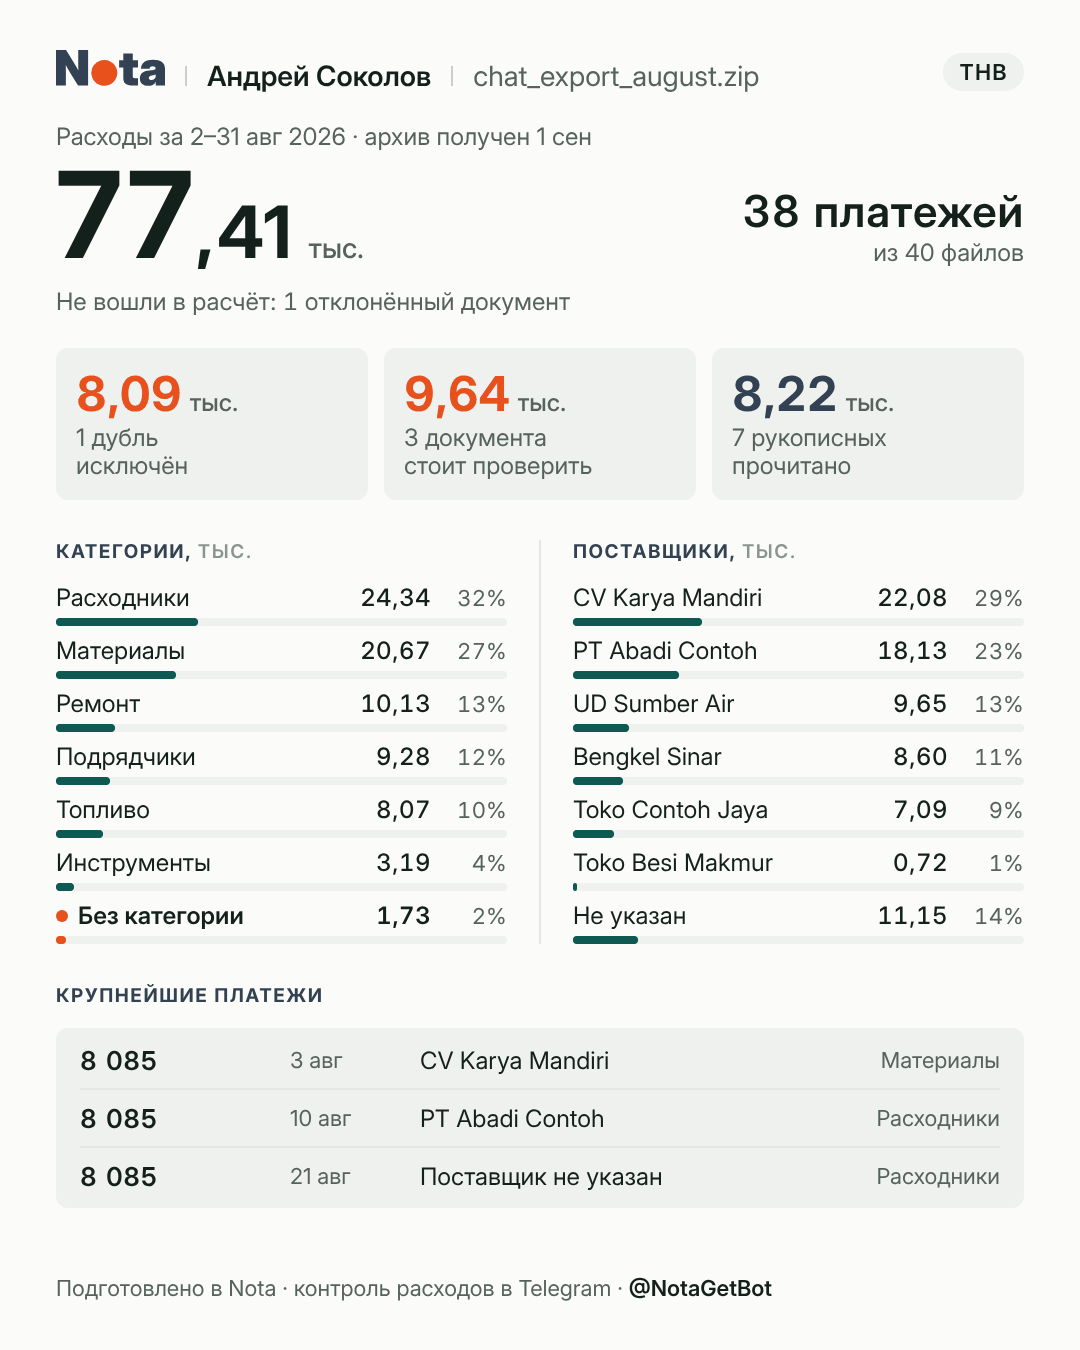 Nota | Андрей Соколов | chat_export_august.zip
THB
Расходы за 2–31 авг 2026 · архив получен 1 сен
77,41 тыс.
38 платежей
из 40 файлов
Не вошли в расчёт: 1 отклонённый документ
8,09 тыс.
1 дубль
исключён
9,64 тыс.
3 документа
стоит проверить
8,22 тыс.
7 рукописных
прочитано
КАТЕГОРИИ, ТЫС.
Расходники 24,34 32%
Материалы 20,67 27%
Ремонт 10,13 13%
Подрядчики 9,28 12%
Топливо 8,07 10%
Инструменты 3,19 4%
Без категории 1,73 2%
ПОСТАВЩИКИ, ТЫС.
CV Karya Mandiri 22,08 29%
PT Abadi Contoh 18,13 23%
UD Sumber Air 9,65 13%
Bengkel Sinar 8,60 11%
Toko Contoh Jaya 7,09 9%
Toko Besi Makmur 0,72 1%
Не указан 11,15 14%
КРУПНЕЙШИЕ ПЛАТЕЖИ
8 085 3 авг CV Karya Mandiri Материалы
8 085 10 авг PT Abadi Contoh Расходники
8 085 21 авг Поставщик не указан Расходники
Подготовлено в Nota · контроль расходов в Telegram · @NotaGetBot